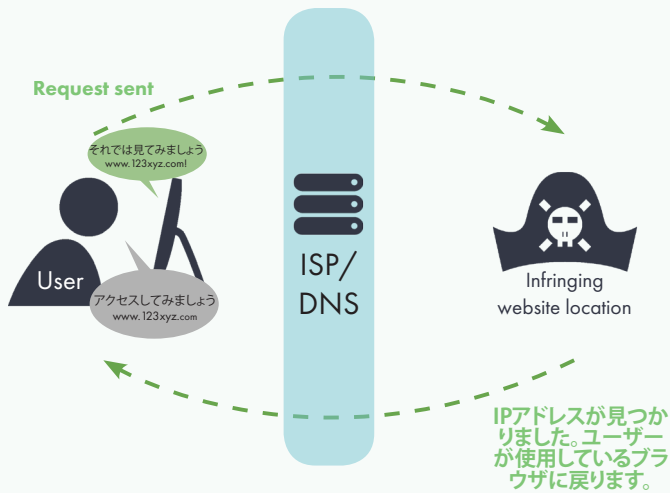 Request sent
それでは見てみましょう
www.123xyz.com!
User
アクセスしてみましょう
www.123xyz.com
ISP/
DNS
Infringing
website location
IPアドレスが見つか
りました。ユーザー
が使用しているブラ
ウザに戻ります。